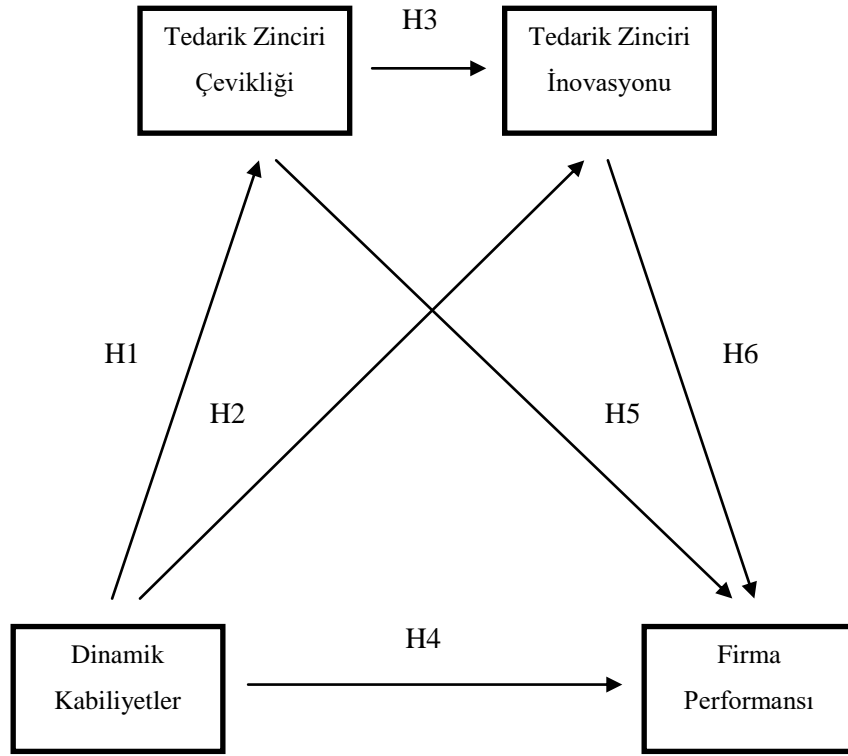 H3
Tedarik Zinciri
Çevikliği
Tedarik Zinciri
İnovasyonu
H1
H2
H5
H6
Dinamik
Kabiliyetler
H4
Firma
Performansı